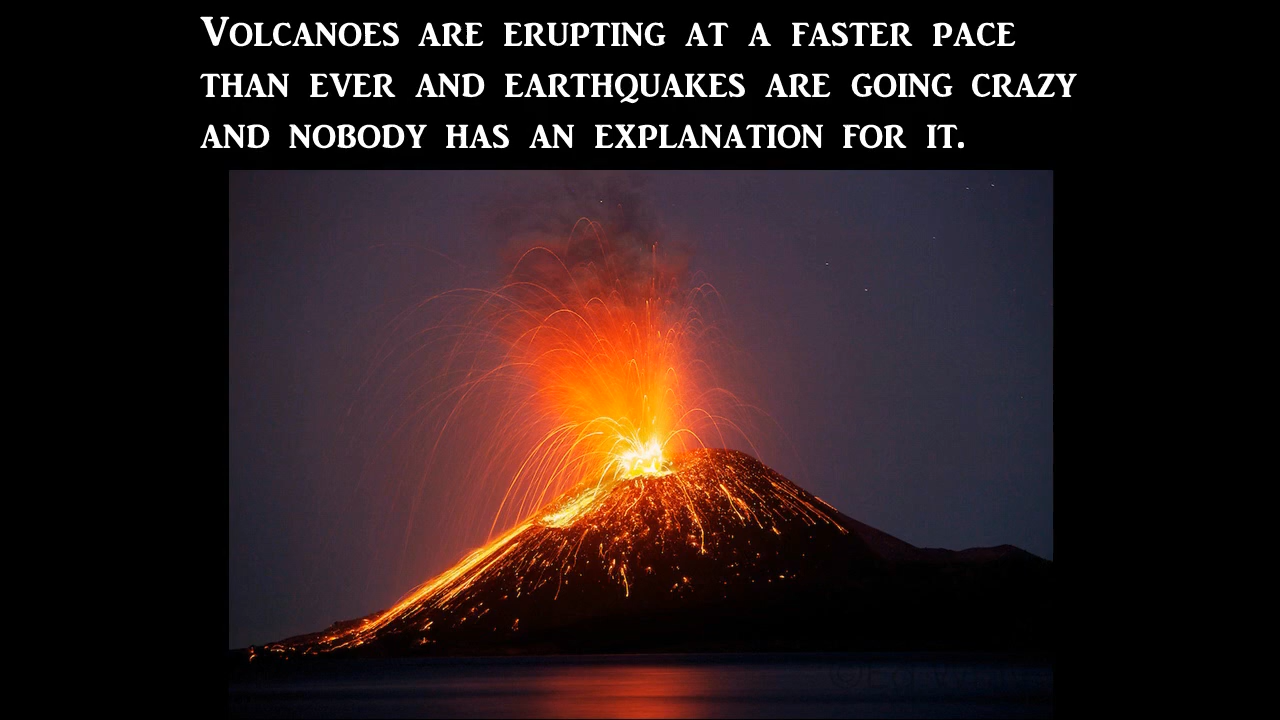 Volcanoes are erupting at a faster pace
than ever and earthquakes are going crazy
and nobody has an explanation for it.